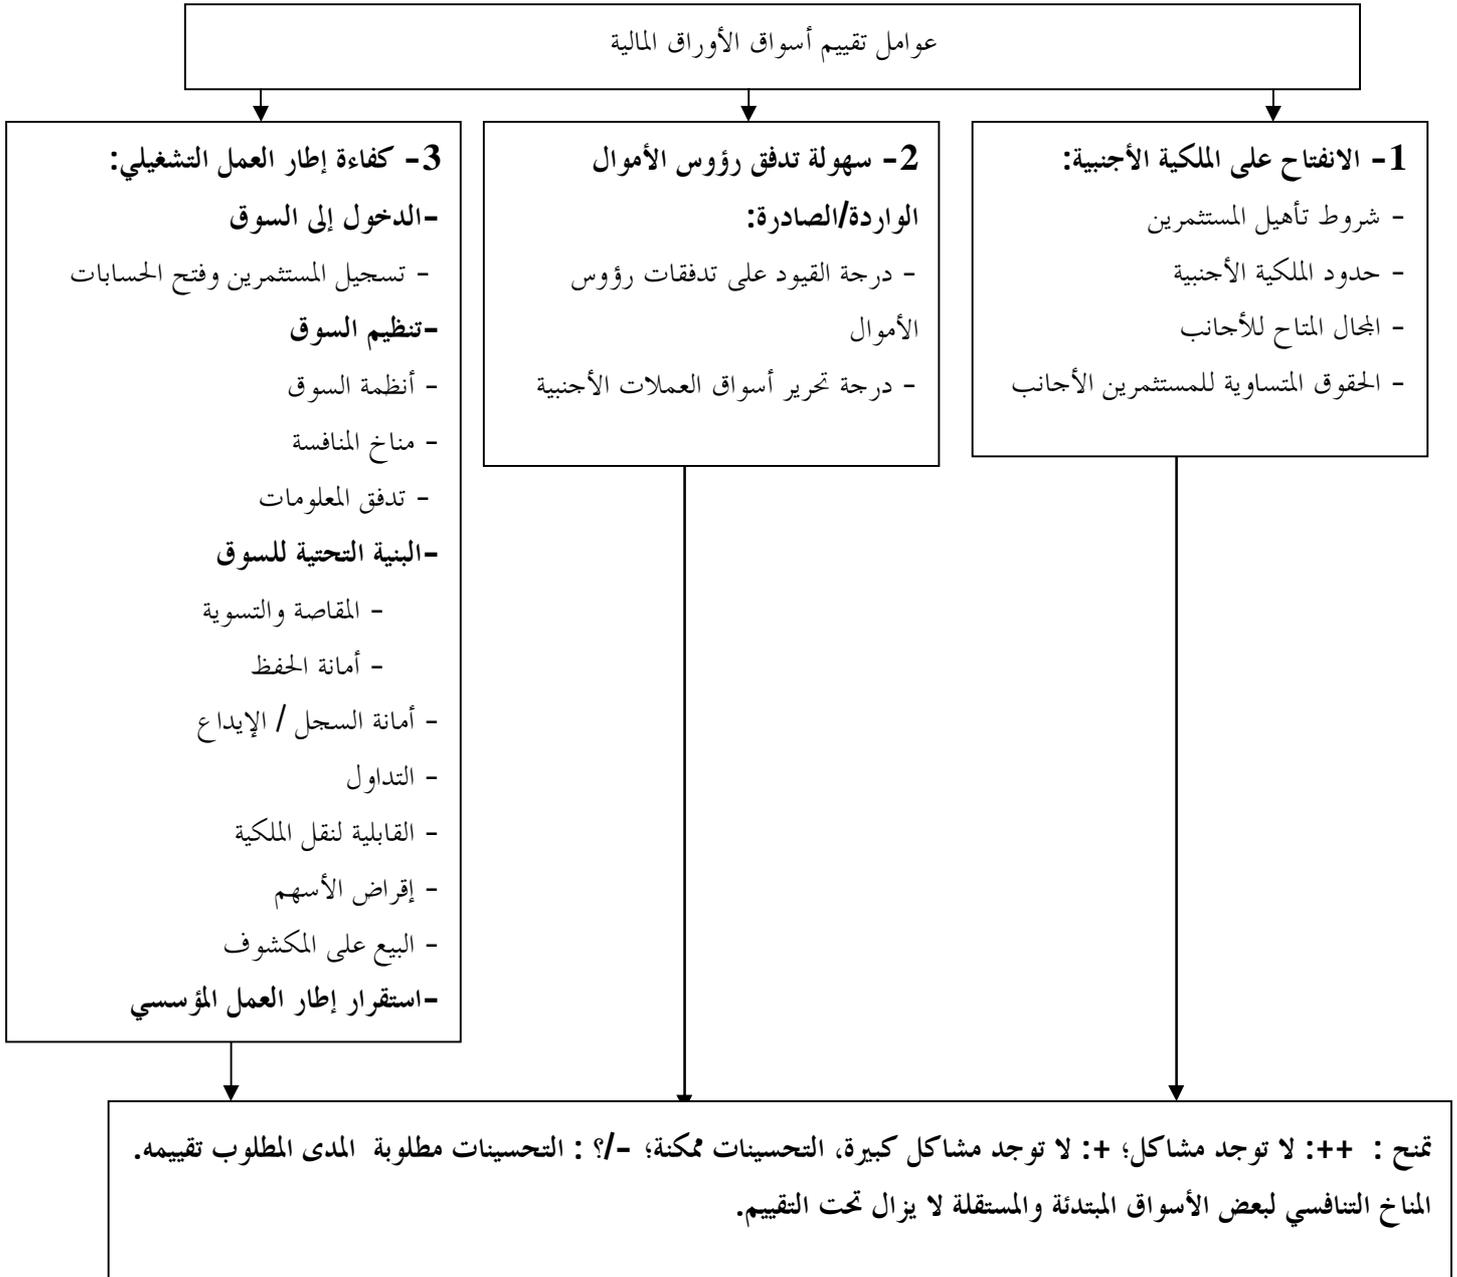 عوامل تقييم أسواق الأوراق المالية
1- الانفتاح على الملكية الأجنبية:
- شروط تأهيل المستثمرين
- حدود الملكية الأجنبية
- المجال المتاح للأجانب
- الحقوق المتساوية للمستثمرين الأجانب
2- سهولة تدفق رؤوس الأموال
الواردة/الصادرة:
- درجة القيود على تدفقات رؤوس
الأموال
- درجة تحرير أسواق العملات الأجنبية
3- كفاءة إطار العمل التشغيلي:
-الدخول إلى السوق
- تسجيل المستثمرين وفتح الحسابات
-تنظيم السوق
- أنظمة السوق
- مناخ المنافسة
- تدفق المعلومات
-البنية التحتية للسوق
- المقاصة والتسوية
- أمانة الحفظ
- أمانة السجل / الإيداع
- التداول
- القابلية لنقل الملكية
- إقراض الأسهم
- البيع على المكشوف
-استقرار إطار العمل المؤسسي
تمنح : ++: لا توجد مشاكل؛ +: لا توجد مشاكل كبيرة، التحسينات ممكنة؛ -/؟ : التحسينات مطلوبة المدى المطلوب تقييمه.
المناخ التنافسي لبعض الأسواق المبتدئة والمستقلة لا يزال تحت التقييم.